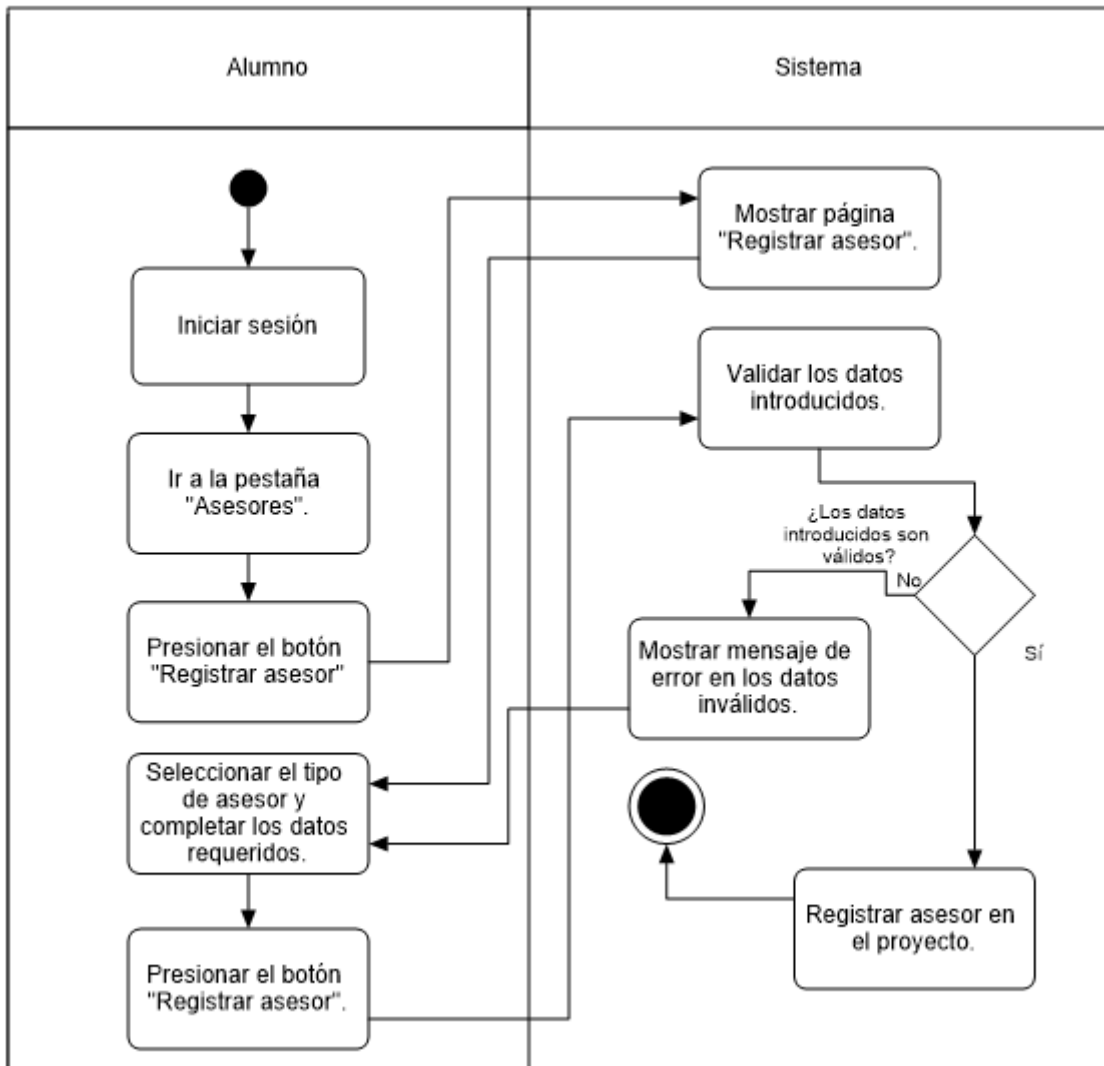 Alumno
Sistema
Iniciar sesión
Ir a la pestaña
"Asesores".
Presionar el botón
"Registrar asesor"
Mostrar página
"Registrar asesor".
Seleccionar el tipo
de asesor y
completar los datos
requeridos.
Presionar el botón
"Registrar asesor".
Validar los datos
introducidos.
¿Los datos
introducidos son
válidos?
No
Mostrar mensaje de
error en los datos
inválidos.
Sí
Registrar asesor en
el proyecto.